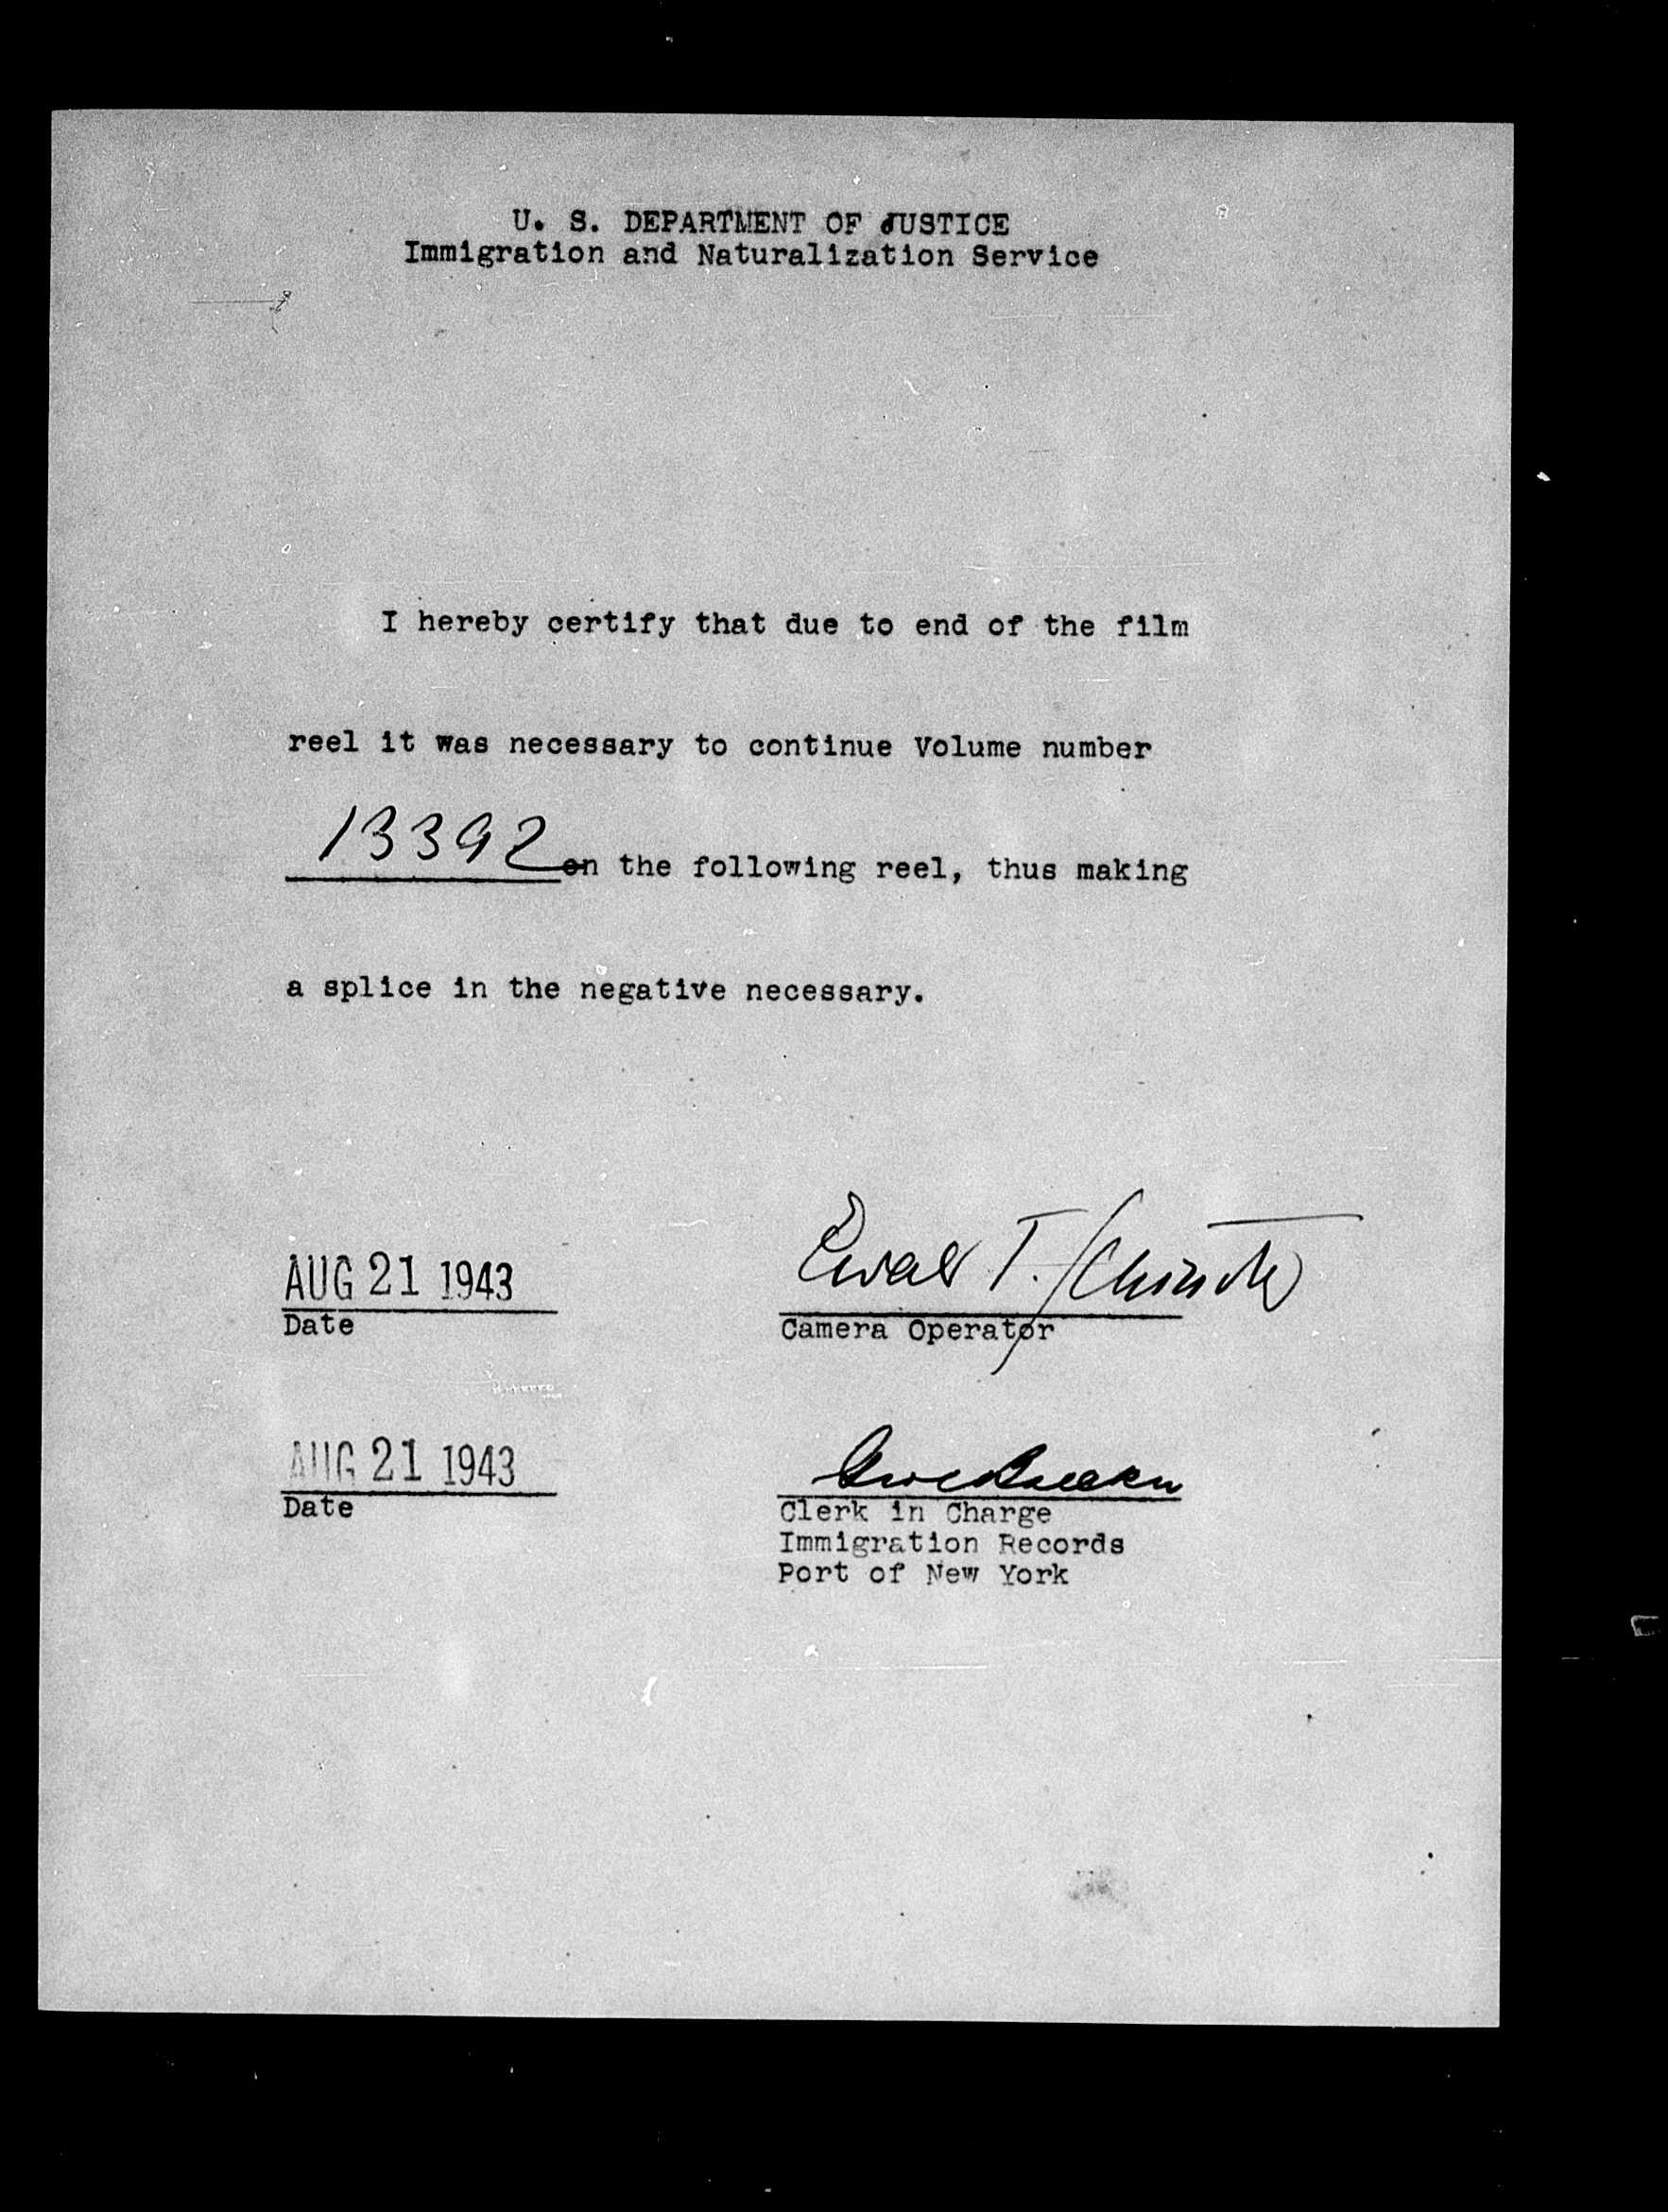 U. S. DEPARTMENT OF JUSTICE
Immigration and Naturalization Service
I hereby certify that due to end of the film
reel it was necessary to continue Volume number
13392 on the following reel, thus making
a splice in the negative necessary.
AUG 21 1943
Date
T.
Camera Operator
AUG 21 1943
Date
Clerk in Charge
Immigration Records
Port of New York